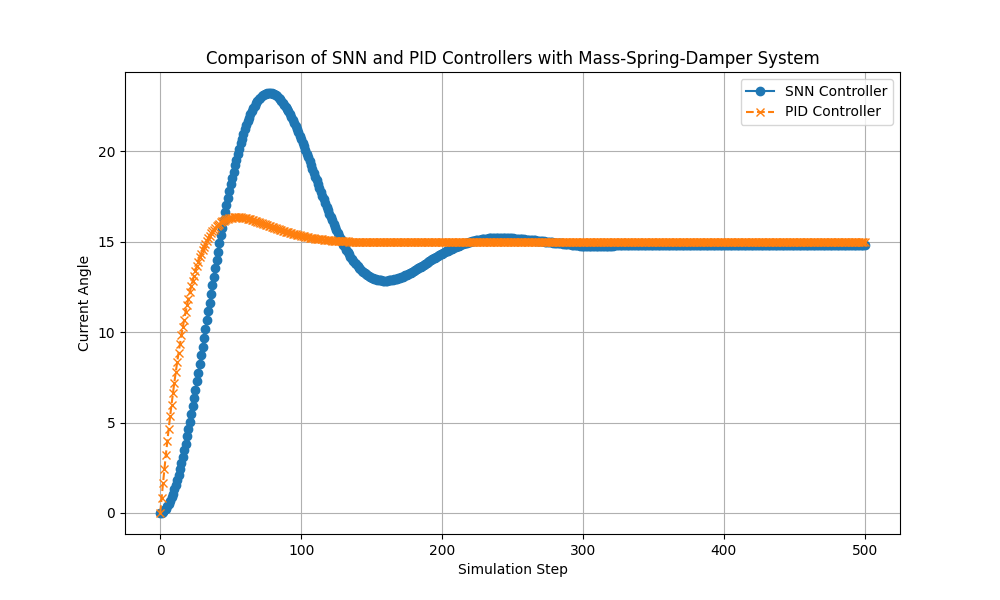 Comparison of SNN and PID Controllers with Mass-Spring-Damper System
SNN Controller
PID Controller
20
15
10
5
0
Current Angle
0 100 200 300 400 500
Simulation Step